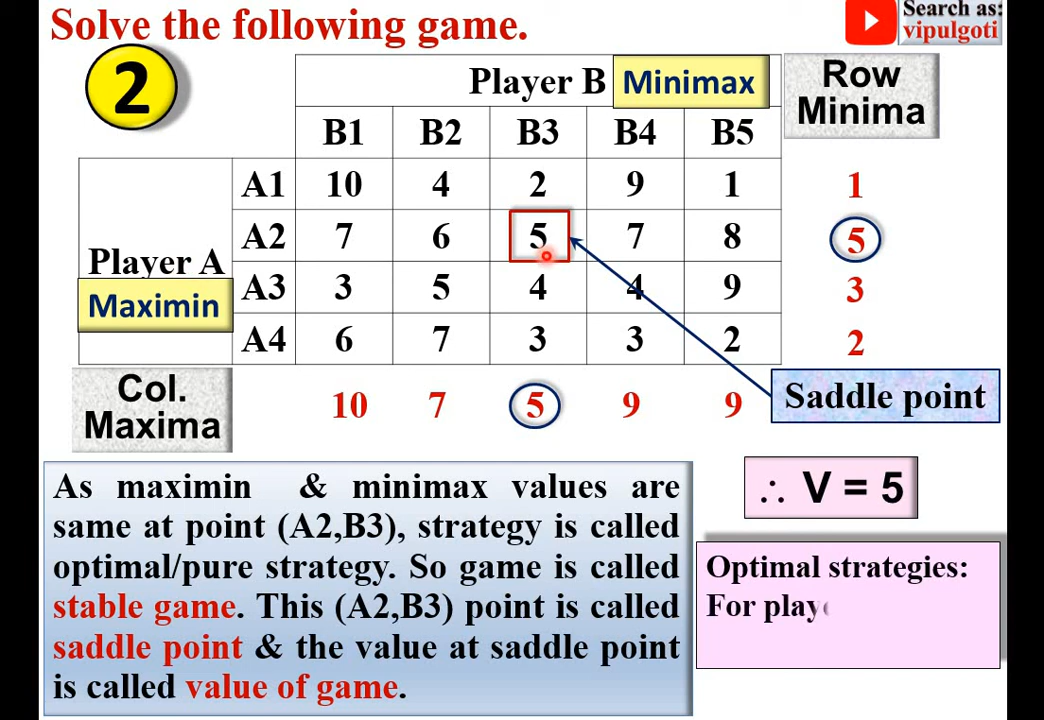 Solve the following game.
Search as:
vipulgoti
2
Player B Minimax
Row
Minima
B1 B2 B3 B4 B5
A1 10 4 2 9 1 1
A2 7 6 5 7 8 5
Player A
A3 3 5 4 4 9 3
Maximin
A4 6 7 3 3 2 2
Col.
Maxima
10 7 5 9 9
Saddle point
As maximin & minimax values are
same at point (A2,B3), strategy is called
optimal/pure strategy. So game is called
stable game. This (A2,B3) point is called
saddle point & the value at saddle point
is called value of game.
∴ V = 5
Optimal strategies:
For playe